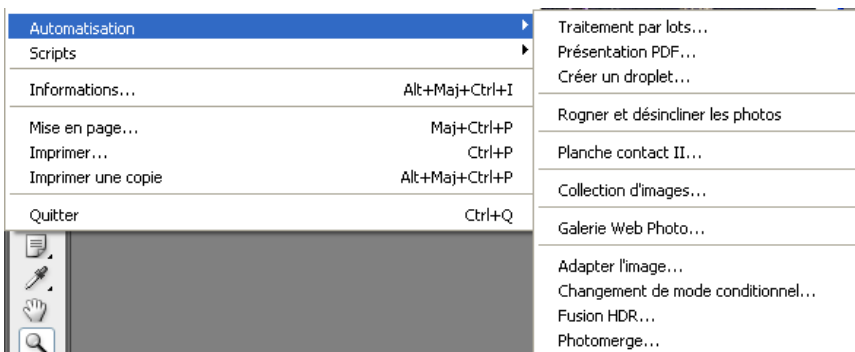 Automatisation
Scripts
Informations... Alt+Maj+Ctrl+I
Mise en page... Maj+Ctrl+P
Imprimer... Ctrl+P
Imprimer une copie Alt+Maj+Ctrl+P
Quitter Ctrl+Q
Traitement par lots...
Présentation PDF...
Créer un droplet...
Rogner et désincliner les photos
Planche contact II...
Collection d'images...
Galerie Web Photo...
Adapter l'image...
Changement de mode conditionnel...
Fusion HDR...
Photomerge...